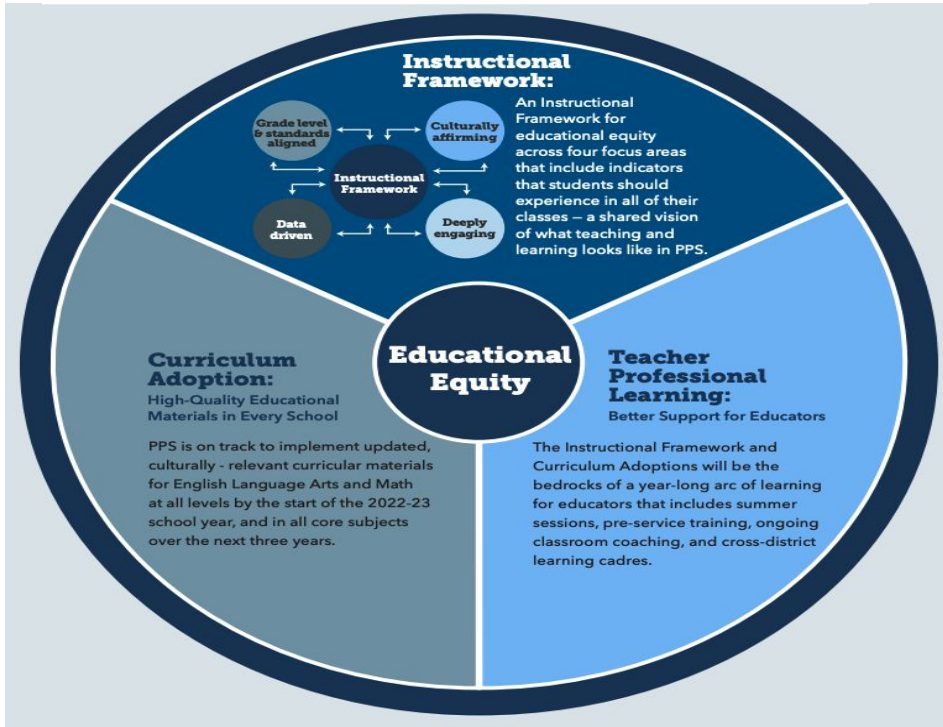 Instructional
Framework:
Grade level
& standards
aligned
Culturally
affirming
Instructional
Framework
Data
driven
Deeply
engaging
An Instructional
Framework for
educational equity
across four focus areas
that include indicators
that students should
experience in all of their
classes — a shared vision
of what teaching and
learning looks like in PPS.
Educational
Equity
Curriculum
Adoption:
High-Quality Educational
Materials in Every School
PPS is on track to implement updated,
culturally - relevant curricular materials
for English Language Arts and Math
at all levels by the start of the 2022-23
school year, and in all core subjects
over the next three years.
Teacher
Professional
Learning:
Better Support for Educators
The Instructional Framework and
Curriculum Adoptions will be the
bedrocks of a year-long arc of learning
for educators that includes summer
sessions, pre-service training, ongoing
classroom coaching, and cross-district
learning cadres.